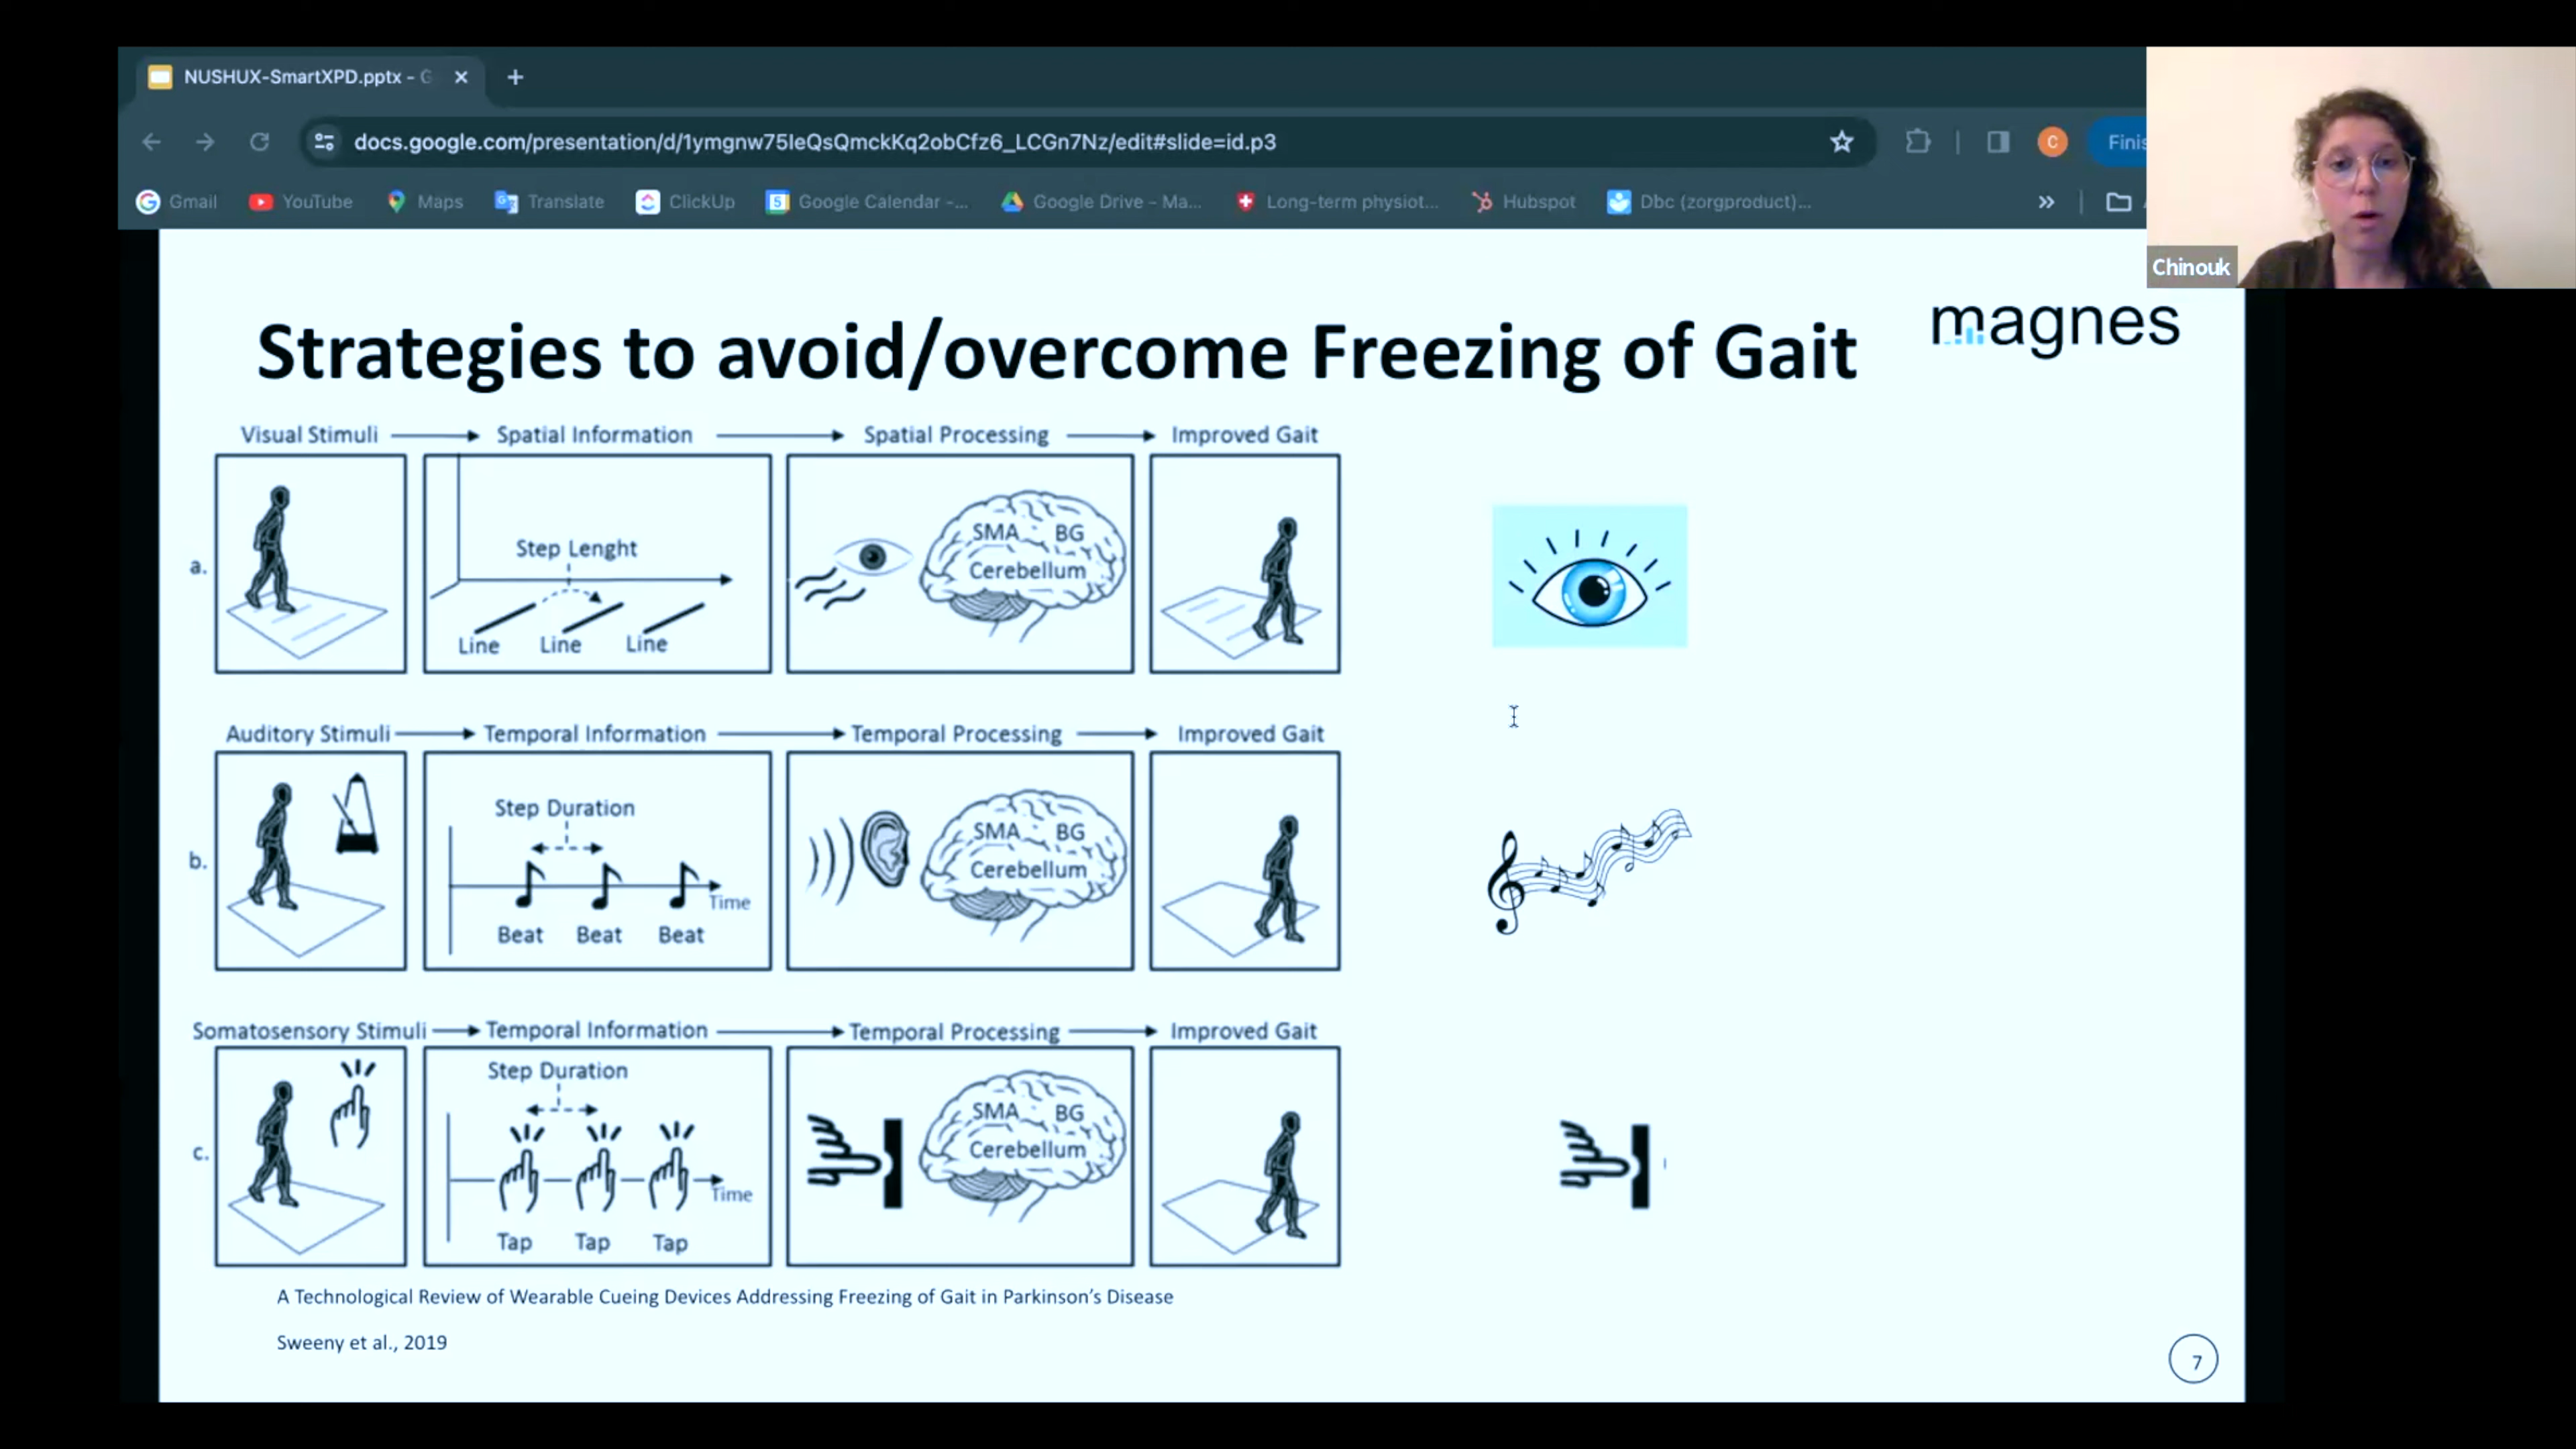 NUSHUX-SmartXPD.pptx - G
docs.google.com/presentation/d/1ymgnw75IeQsQmckKq2obCfz6_LCGn7Nz/edit#slide=id.p3
C
Finis
Gmail YouTube Maps Translate ClickUp 5 Google Calendar -... Google Drive - Ma... Long-term physiot... Hubspot Dbc (zorgproduct)...
Chinouk
magnes
Strategies to avoid/overcome Freezing of Gait
Visual Stimuli Spatial Information Spatial Processing Improved Gait
a.
Step Lenght
Line Line Line
SMA BG
Cerebellum
Auditory Stimuli Temporal Information Temporal Processing Improved Gait
b.
Step Duration
Time
Beat Beat Beat
SMA BG
Cerebellum
Somatosensory Stimuli Temporal Information Temporal Processing Improved Gait
c.
Step Duration
Time
Tap Tap Tap
SMA BG
Cerebellum
A Technological Review of Wearable Cueing Devices Addressing Freezing of Gait in Parkinson's Disease
Sweeny et al., 2019
7